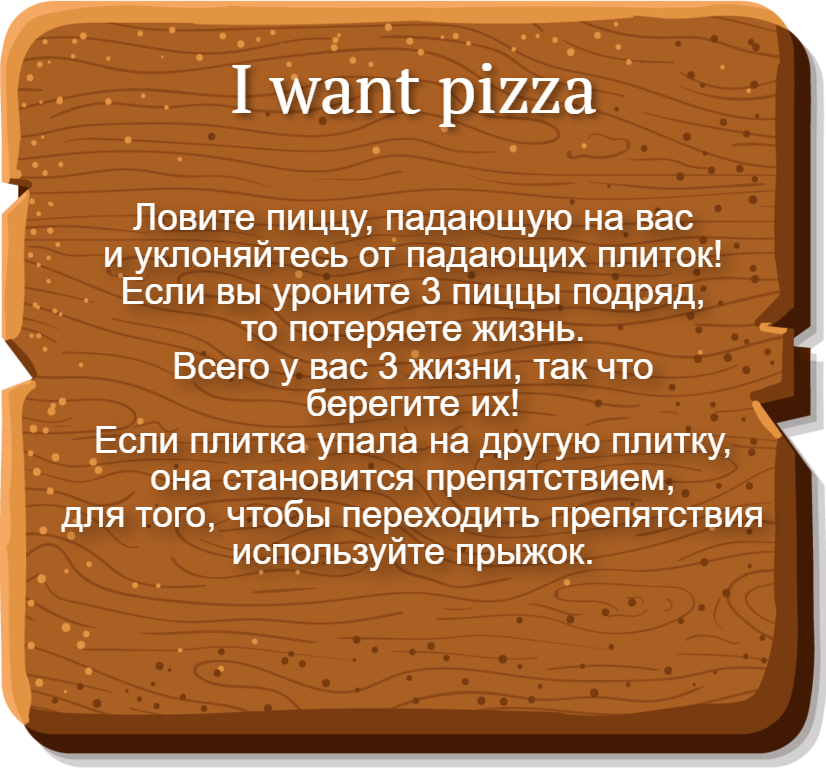 I want pizza
Ловите пиццу, падающую на вас
и уклоняйтесь от падающих плиток!
Если вы уроните 3 пиццы подряд,
то потеряете жизнь.
Всего у вас 3 жизни, так что
берегите их!
Если плитка упала на другую плитку,
она становится препятствием,
для того, чтобы переходить препятствия
используйте прыжок.